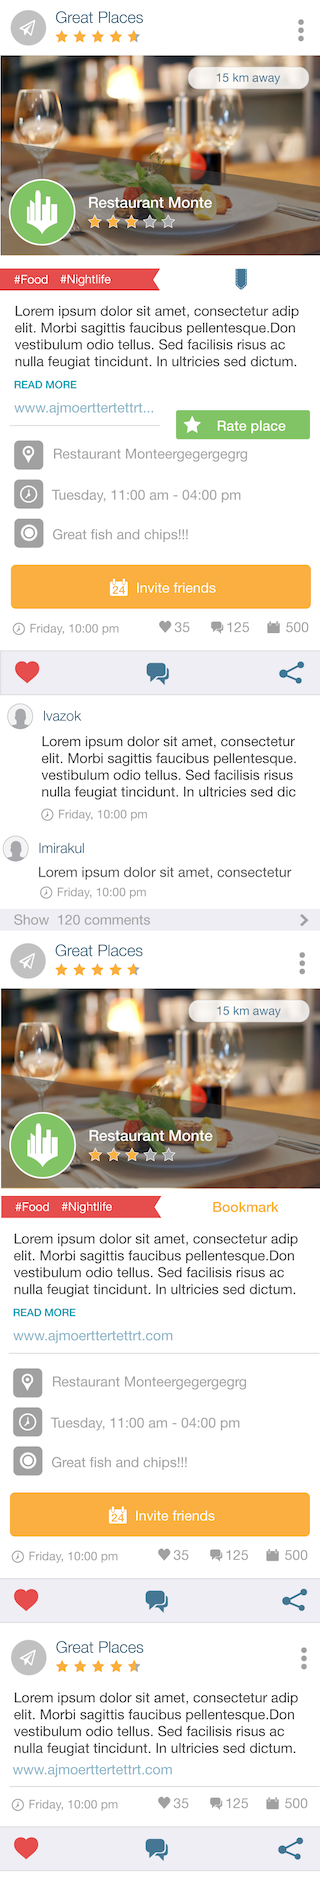 Great Places
15 km away
Restaurant Monte
#Food #Nightlife
Lorem ipsum dolor sit amet, consectetur adip
elit. Morbi sagittis faucibus pellentesque.Don
vestibulum odio tellus. Sed facilisis risus ac
nulla feugiat tincidunt. In ultricies sed dictum.
READ MORE
www.ajmoerttertettrt...
Rate place
Restaurant Monteergegergegrg
Tuesday, 11:00 am - 04:00 pm
Great fish and chips!!!
24 Invite friends
Friday, 10:00 pm 35 125 500
Ivazok
Lorem ipsum dolor sit amet, consectetur
elit. Morbi sagittis faucibus pellentesque.
vestibulum odio tellus. Sed facilisis risus
nulla feugiat tincidunt. In ultricies sed dic
Friday, 10:00 pm
Imirakul
Lorem ipsum dolor sit amet, consectetur
Friday, 10:00 pm
Show 120 comments
Great Places
15 km away
Restaurant Monte
#Food #Nightlife Bookmark
Lorem ipsum dolor sit amet, consectetur adip
elit. Morbi sagittis faucibus pellentesque.Don
vestibulum odio tellus. Sed facilisis risus ac
nulla feugiat tincidunt. In ultricies sed dictum.
READ MORE
www.ajmoerttertettrt.com
Restaurant Monteergegergegrg
Tuesday, 11:00 am - 04:00 pm
Great fish and chips!!!
24 Invite friends
Friday, 10:00 pm 35 125 500
Great Places
Lorem ipsum dolor sit amet, consectetur adip
elit. Morbi sagittis faucibus pellentesque.Don
vestibulum odio tellus. Sed facilisis risus ac
nulla feugiat tincidunt. In ultricies sed dictum.
www.ajmoerttertettrt.com
Friday, 10:00 pm 35 125 500